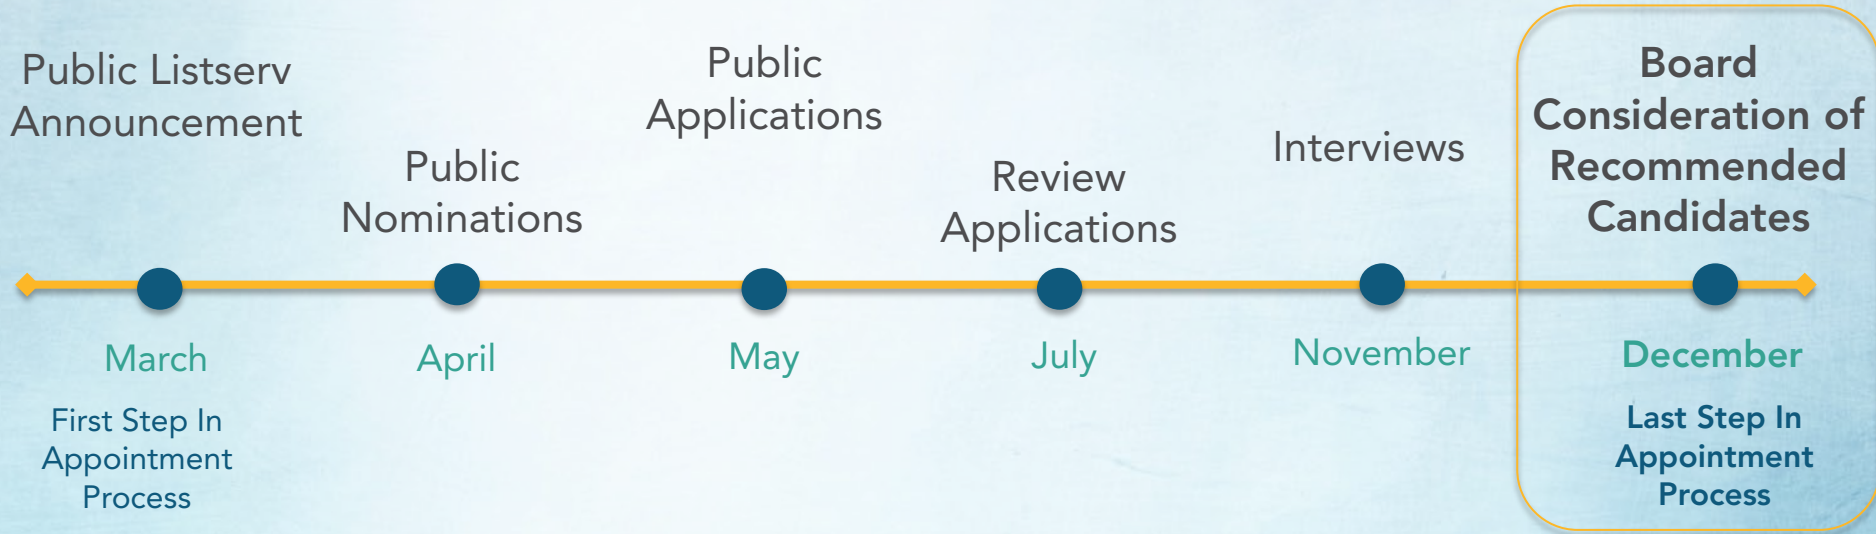 Public Listserv
Announcement
March
First Step In
Appointment
Process
Public
Nominations
April
Public
Applications
May
Review
Applications
July
Interviews
November
Board
Consideration of
Recommended
Candidates
December
Last Step In
Appointment
Process